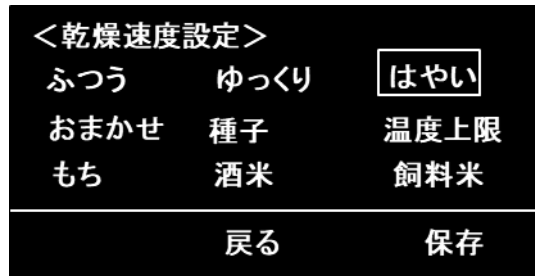 ＜乾燥速度設定＞
ふつう ゆっくり はやい
おまかせ 種子 温度上限
もち 酒米 飼料米
戻る 保存